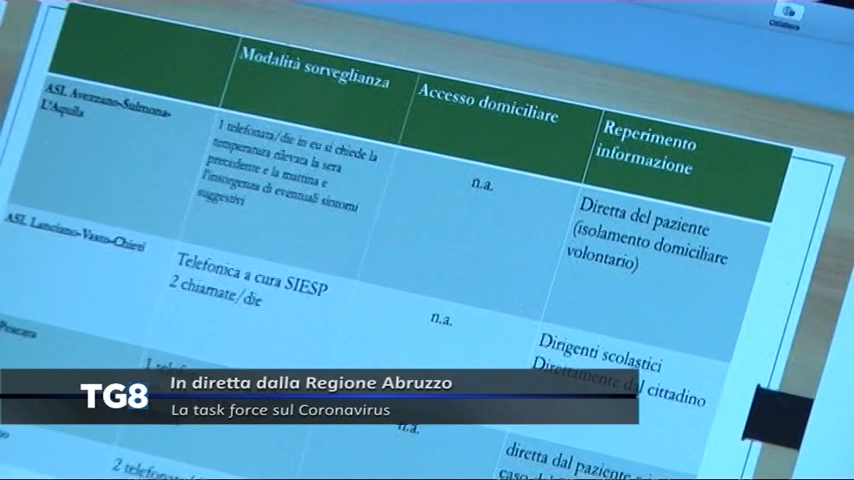 Modalità sorveglianza
Accesso domiciliare
Reperimento
informazione
ASL Avezzano-Sulmona-
L'Aquila
1 telefonata/die in eu si chiede la
temperatura rilevata la sera
precedente e la mattina e
l'insorgenza di eventuali sintomi
suggestivi
n.a.
Diretta del paziente
(isolamento domiciliare
volontario)
ASL Lanciano-Vasto-Chieti
Telefonica a cura SIESP
2 chiamate/die
n.a.
Dirigenti scolastici
Direttamente dal cittadino
Pescara
n.a.
diretta dal paziente
2 telefonate/
TG8
In diretta dalla Regione Abruzzo
La task force sul Coronavirus